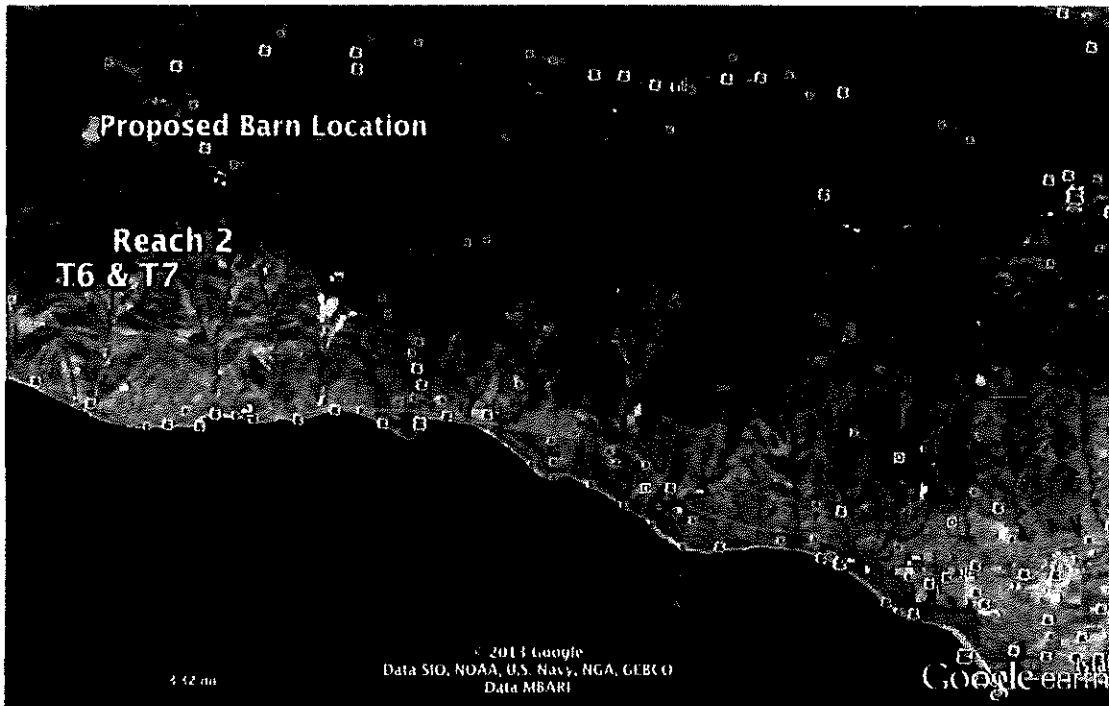 Proposed Barn Location
Reach 2
T6 & T7
© 2013 Google
Data SIO, NOAA, U.S. Navy, NGA, GEBCO
Data MBARI
Google earth